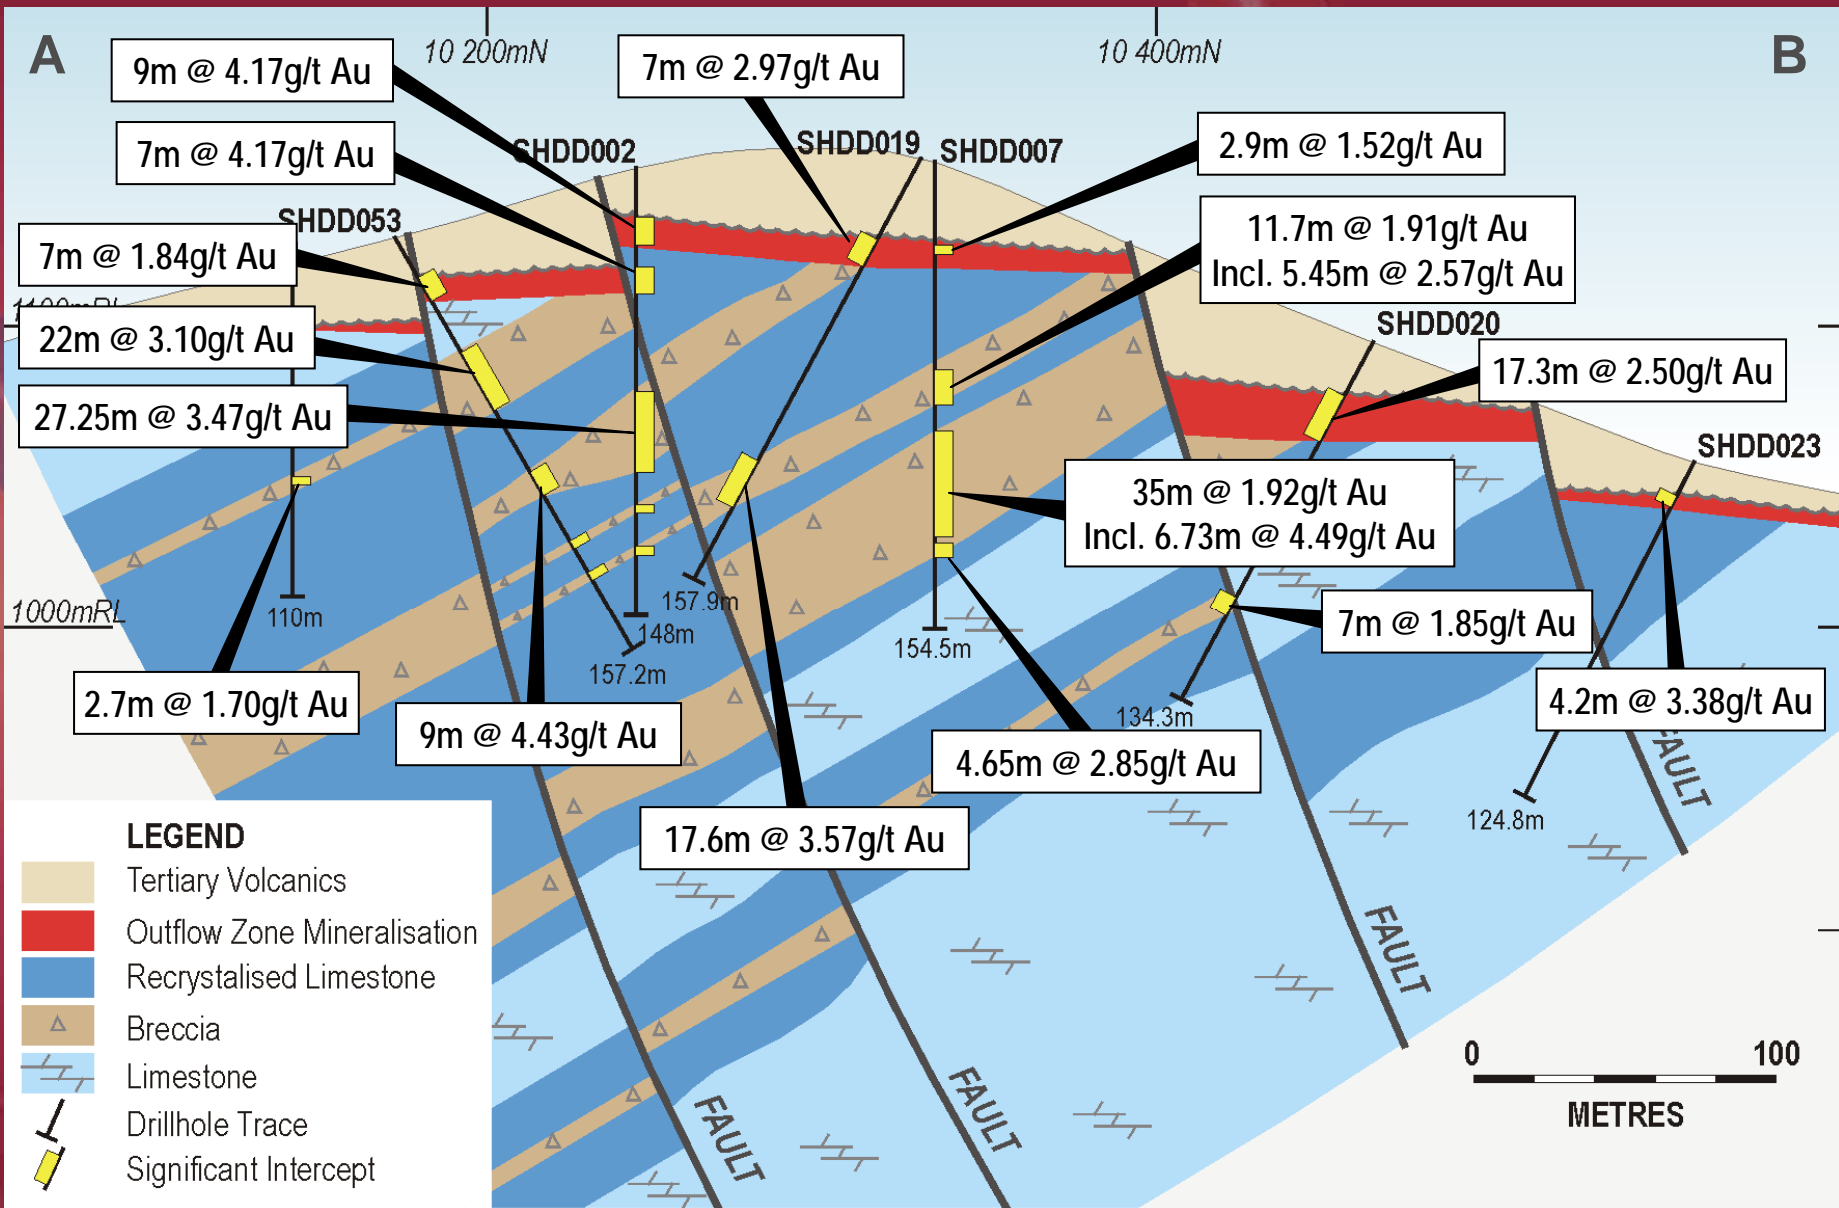 A
10 200mN
10 400mN
B
9m @ 4.17g/t Au
7m @ 2.97g/t Au
7m @ 4.17g/t Au
SHDD002
SHDD019
SHDD007
2.9m @ 1.52g/t Au
SHDD053
7m @ 1.84g/t Au
11.7m @ 1.91g/t Au
Incl. 5.45m @ 2.57g/t Au
1100mRL
22m @ 3.10g/t Au
SHDD020
17.3m @ 2.50g/t Au
27.25m @ 3.47g/t Au
SHDD023
35m @ 1.92g/t Au
Incl. 6.73m @ 4.49g/t Au
1000mRL
110m
157.9m
148m
157.2m
154.5m
7m @ 1.85g/t Au
2.7m @ 1.70g/t Au
9m @ 4.43g/t Au
134.3m
4.2m @ 3.38g/t Au
4.65m @ 2.85g/t Au
FAULT
17.6m @ 3.57g/t Au
124.8m
LEGEND
Tertiary Volcanics
Outflow Zone Mineralisation
Recrystalised Limestone
Breccia
Limestone
Drillhole Trace
Significant Intercept
FAULT
FAULT
FAULT
0 100
METRES